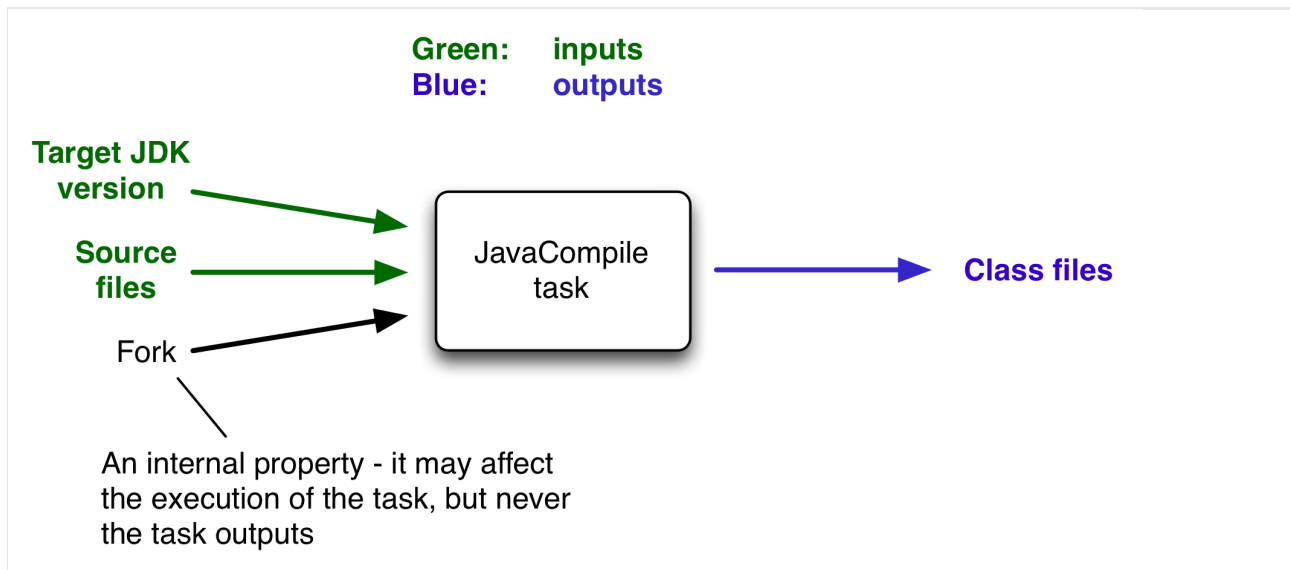 Green: inputs
Blue: outputs
Target JDK
version
Source
files
Fork
JavaCompile
task
Class files
An internal property - it may affect
the execution of the task, but never
the task outputs